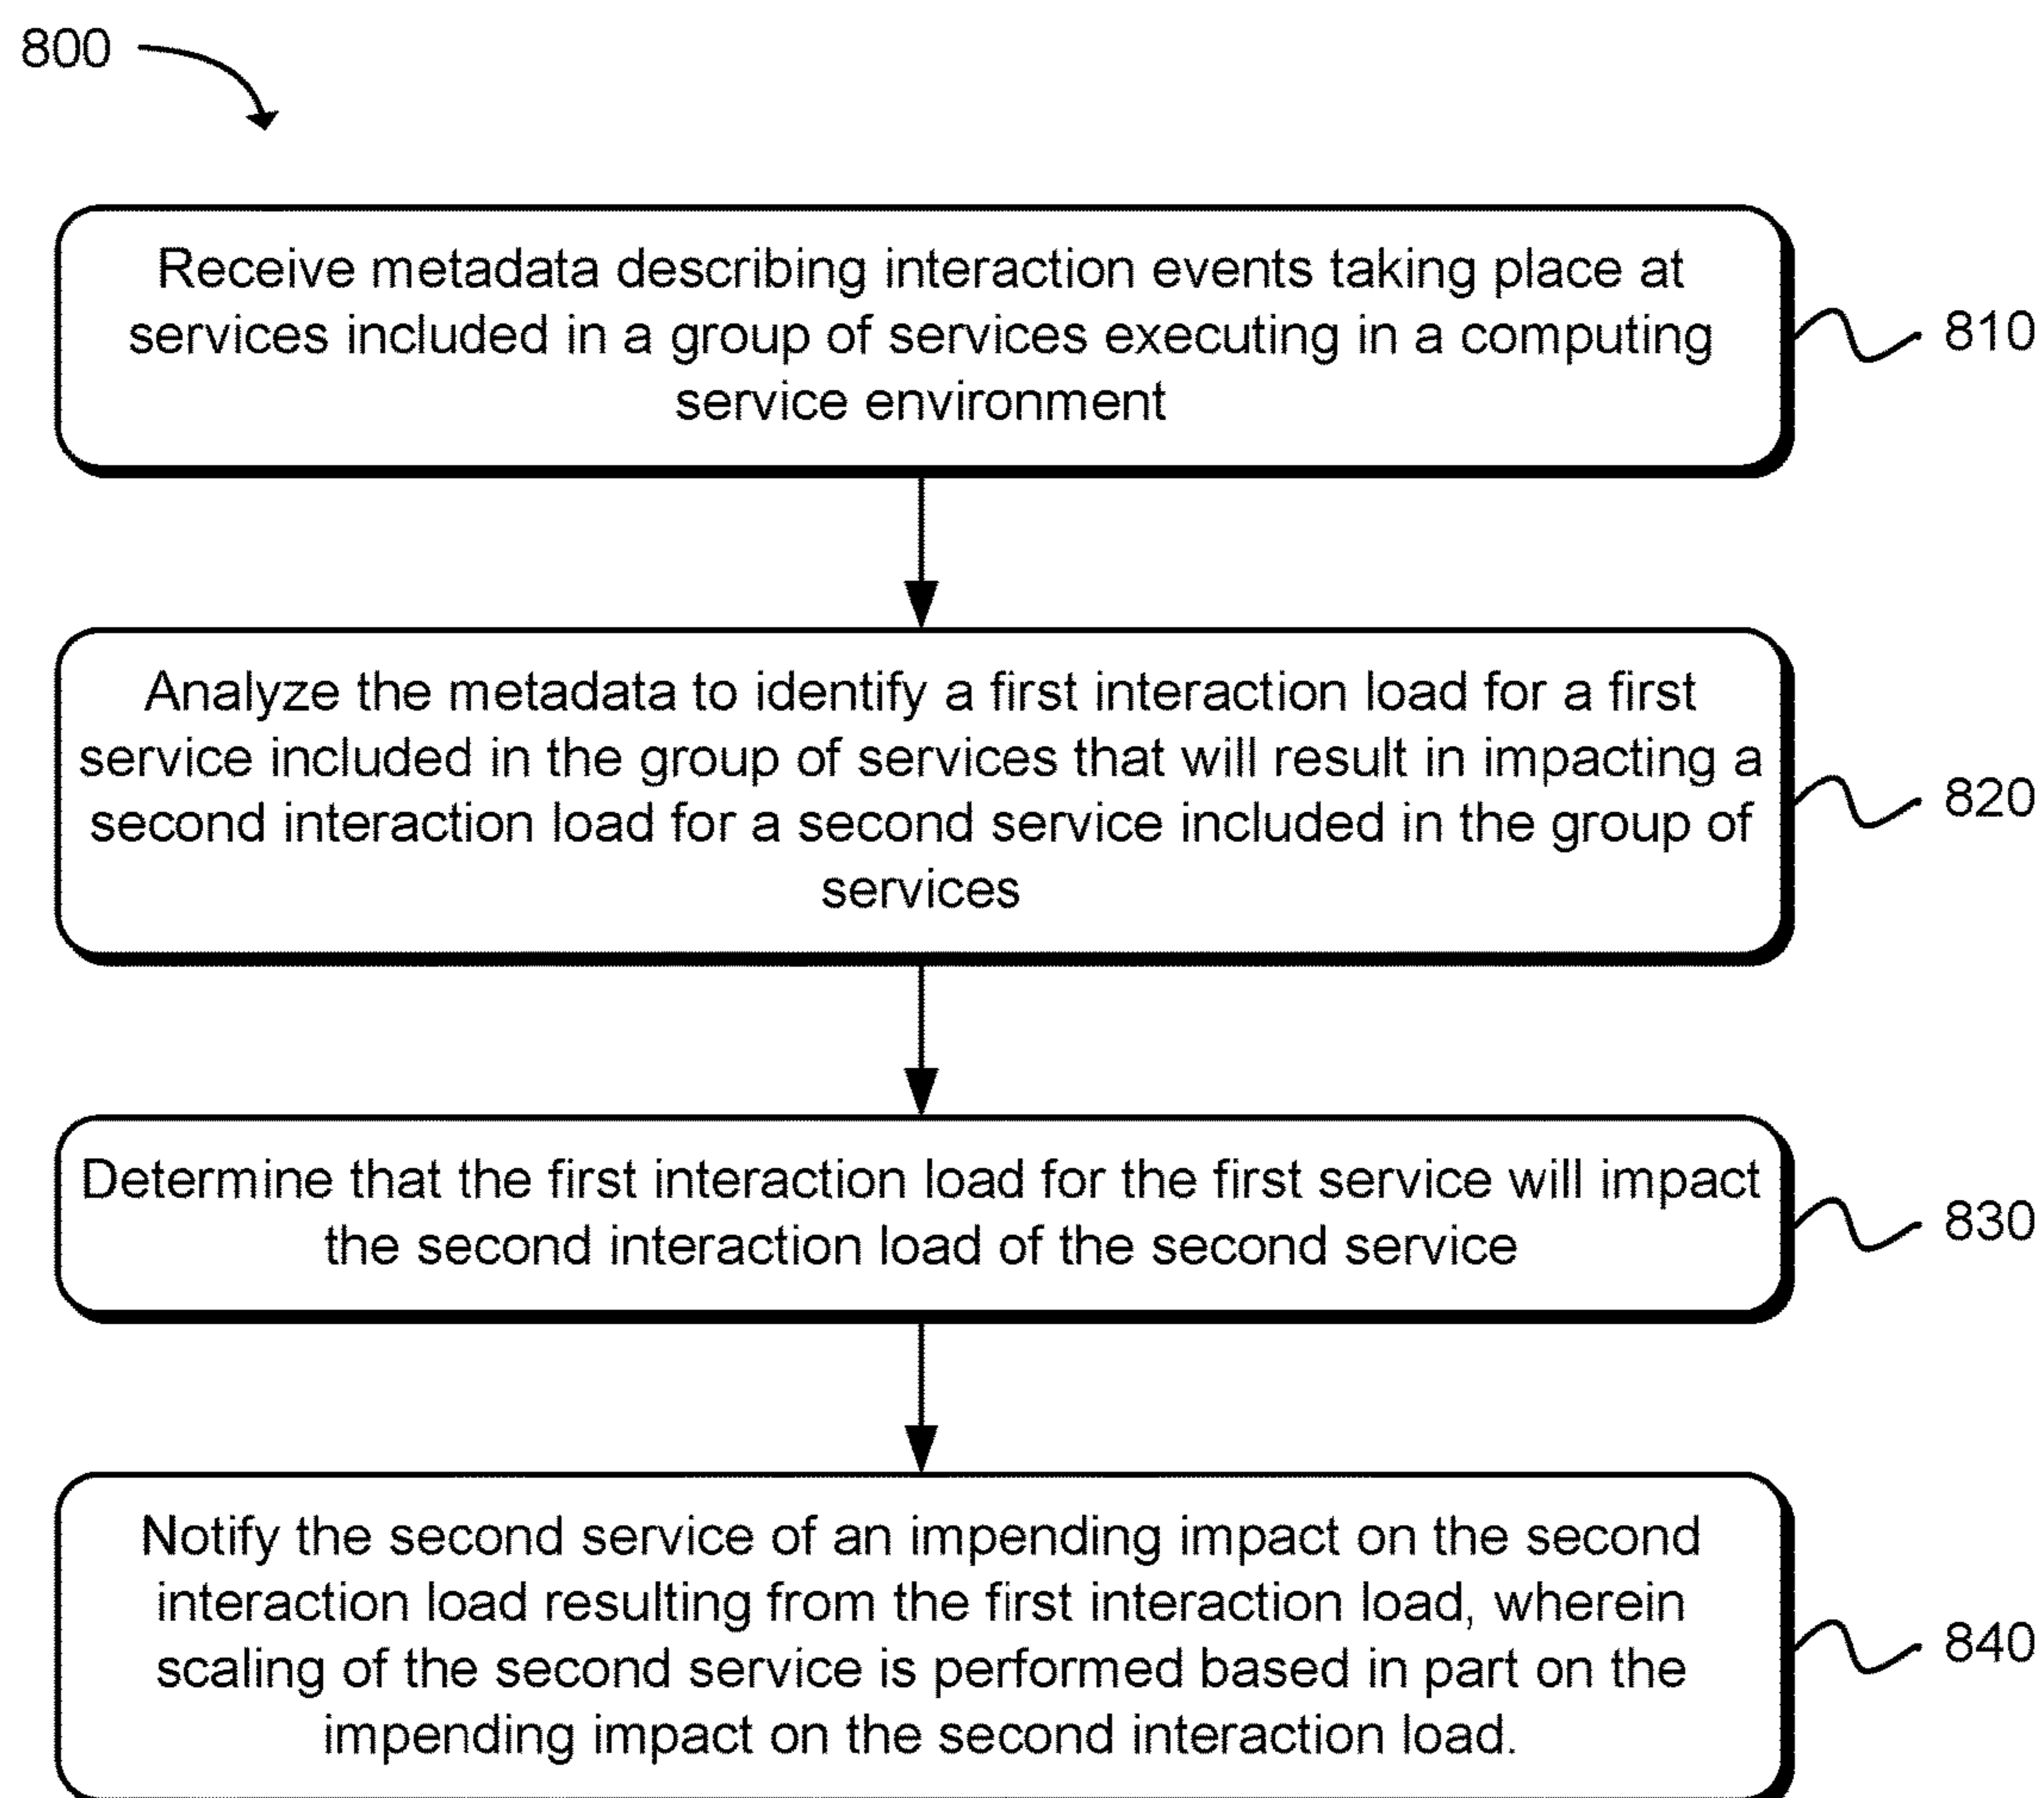 800
Receive metadata describing interaction events taking place at
services included in a group of services executing in a computing
service environment
810
Analyze the metadata to identify a first interaction load for a first
service included in the group of services that will result in impacting a
second interaction load for a second service included in the group of
services
820
Determine that the first interaction load for the first service will impact
the second interaction load of the second service
830
Notify the second service of an impending impact on the second
interaction load resulting from the first interaction load, wherein
scaling of the second service is performed based in part on the
impending impact on the second interaction load.
840